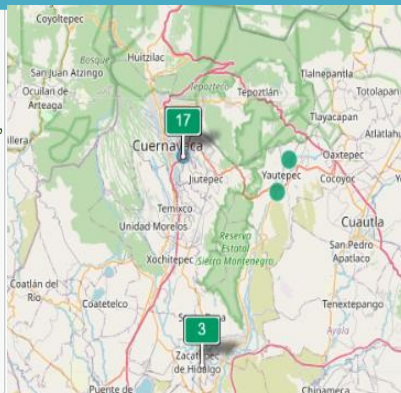 Coyoltepec
Huitzilac
Bosque
San Juan Atzingo
Tlalnepantla
Ocuilan de
Arteaga
Tepozteco
Tepoztlán
Totolapan
Tlayacapan
17
Atlatlahu
Cuernavaca
Oaxtepec
Jiutepec
Yautepec
Cocoyoc
Temixco
Cuautla
Unidad Morelos
Reserva
Estatal
Sierra Montenegro
San Pedro
Apatlaco
Xochitepec
Coatlán del
Río
Coatetelco
Tenextepango
3
Ayala
Zacatepec
de Hidalgo
Puente de
Chinameca